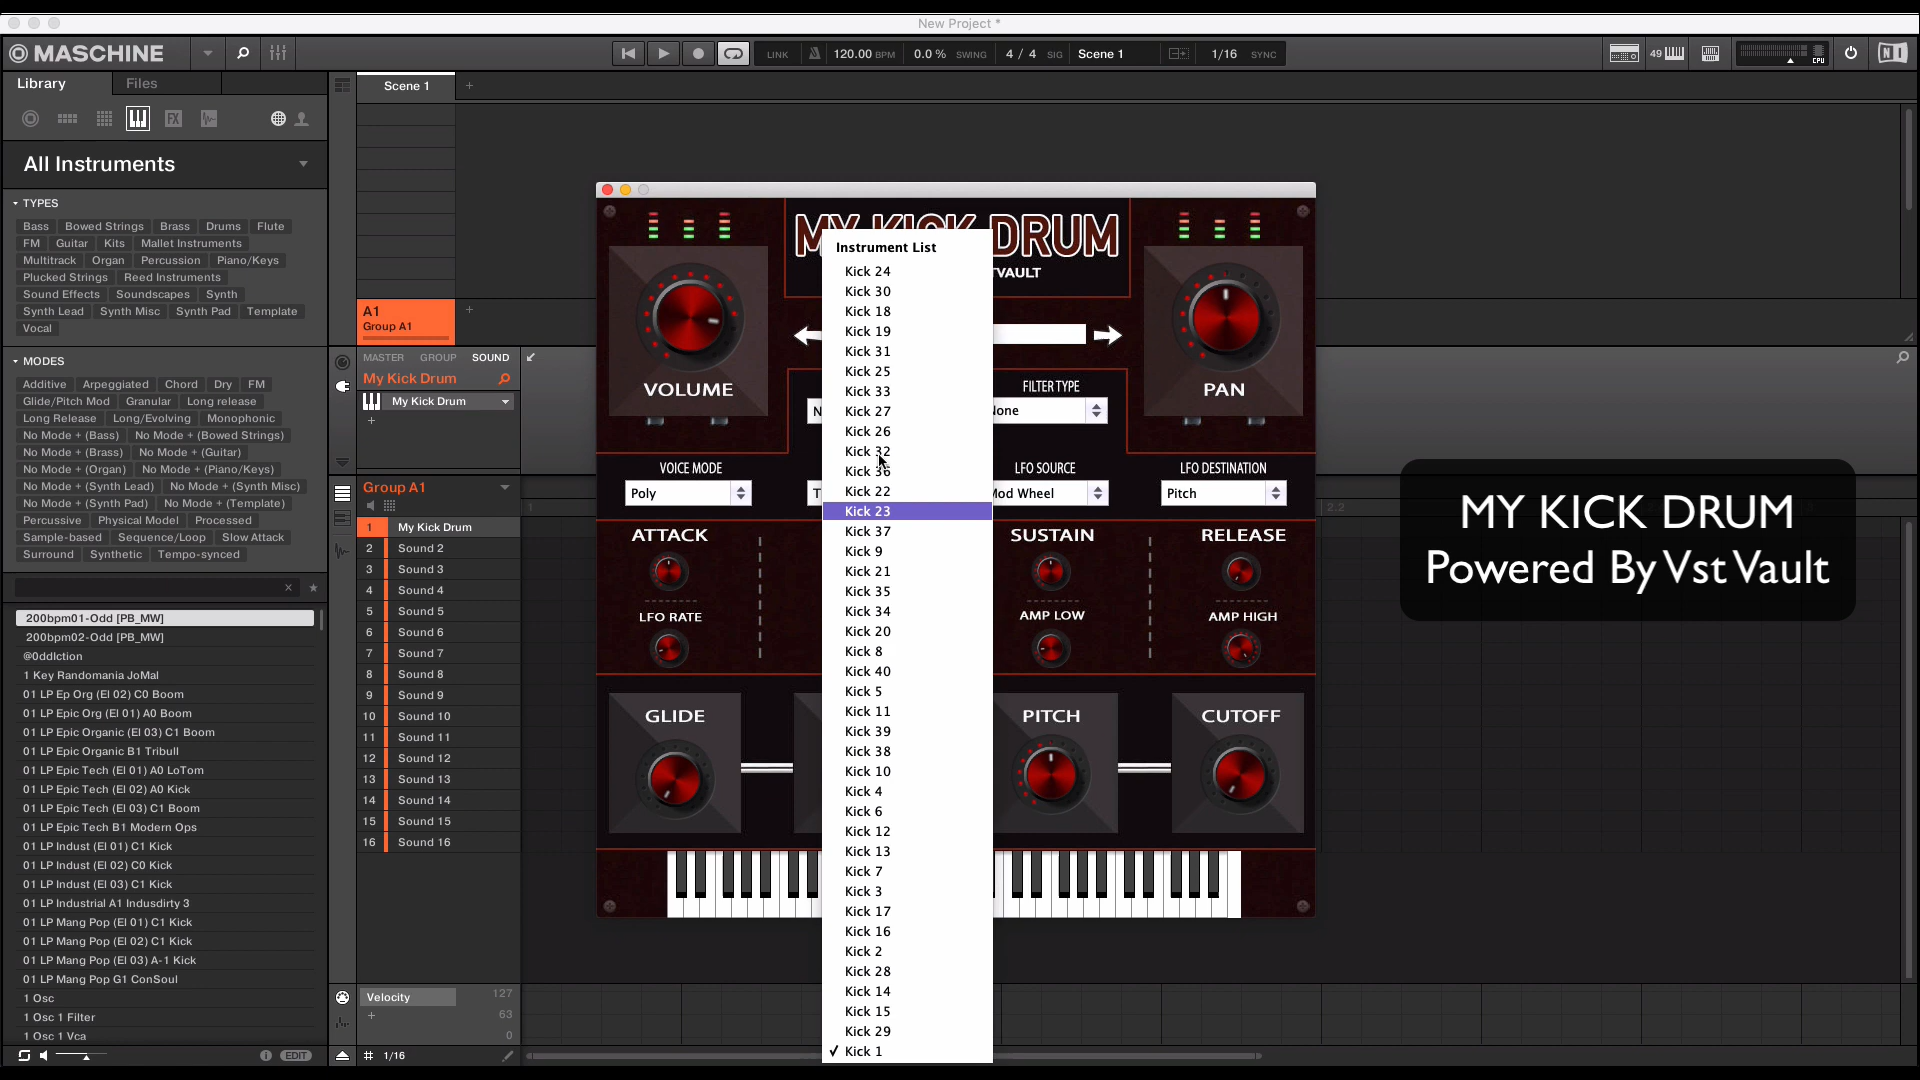 New Project *
MASCHINE
LINK
120.00 BPM
0.0 % SWING
4 / 4 SIG
Scene 1
1/16 SYNC
49
CPU
Library
Files
Scene 1
FX
All Instruments
TYPES
Bass Bowed Strings Brass Drums Flute
FM Guitar Kits Mallet Instruments
Multitrack Organ Percussion Piano/Keys
Plucked Strings Reed Instruments
Sound Effects Soundscapes Synth
Synth Lead Synth Misc Synth Pad Template
Vocal
MODES
Additive Arpeggiated Chord Dry FM
Glide/Pitch Mod Granular Long release
Long Release Long/Evolving Monophonic
No Mode + (Bass) No Mode + (Bowed Strings)
No Mode + (Brass) No Mode + (Guitar)
No Mode + (Organ) No Mode + (Piano/Keys)
No Mode + (Synth Lead) No Mode + (Synth Misc)
No Mode + (Synth Pad) No Mode + (Template)
Percussive Physical Model Processed
Sample-based Sequence/Loop Slow Attack
Surround Synthetic Tempo-synced
200bpm01-Odd [PB_MW]
200bpm02-Odd [PB_MW]
@0ddIction
1 Key Randomania JoMal
01 LP Ep Org (El 02) C0 Boom
01 LP Epic Org (El 01) A0 Boom
01 LP Epic Organic (El 03) C1 Boom
01 LP Epic Organic B1 Tribull
01 LP Epic Tech (El 01) A0 LoTom
01 LP Epic Tech (El 02) A0 Kick
01 LP Epic Tech (El 03) C1 Boom
01 LP Epic Tech B1 Modern Ops
01 LP Indust (El 01) C1 Kick
01 LP Indust (El 02) C0 Kick
01 LP Indust (El 03) C1 Kick
01 LP Industrial A1 Indusdirty 3
01 LP Mang Pop (El 01) C1 Kick
01 LP Mang Pop (El 02) C1 Kick
01 LP Mang Pop (El 03) A-1 Kick
01 LP Mang Pop G1 ConSoul
1 Osc
1 Osc 1 Filter
1 Osc 1 Vca
EDIT
A1
Group A1
MASTER GROUP SOUND
My Kick Drum
My Kick Drum
Group A1
1 My Kick Drum
2 Sound 2
3 Sound 3
4 Sound 4
5 Sound 5
6 Sound 6
7 Sound 7
8 Sound 8
9 Sound 9
10 Sound 10
11 Sound 11
12 Sound 12
13 Sound 13
14 Sound 14
15 Sound 15
16 Sound 16
Velocity
127
63
0
1/16
1
2.2
MY KICK DRUM
TVAULT
VOLUME
PAN
FILTER TYPE
None
VOICE MODE
LFO SOURCE
LFO DESTINATION
Poly
Mod Wheel
Pitch
ATTACK
SUSTAIN
RELEASE
LFO RATE
AMP LOW
AMP HIGH
GLIDE
PITCH
CUTOFF
Instrument List
Kick 24
Kick 30
Kick 18
Kick 19
Kick 31
Kick 25
Kick 33
Kick 27
Kick 26
Kick 32
Kick 36
Kick 22
Kick 23
Kick 37
Kick 9
Kick 21
Kick 35
Kick 34
Kick 20
Kick 8
Kick 40
Kick 5
Kick 11
Kick 39
Kick 38
Kick 10
Kick 4
Kick 6
Kick 12
Kick 13
Kick 7
Kick 3
Kick 17
Kick 16
Kick 2
Kick 28
Kick 14
Kick 15
Kick 29
✓ Kick 1
MY KICK DRUM
Powered By Vst Vault